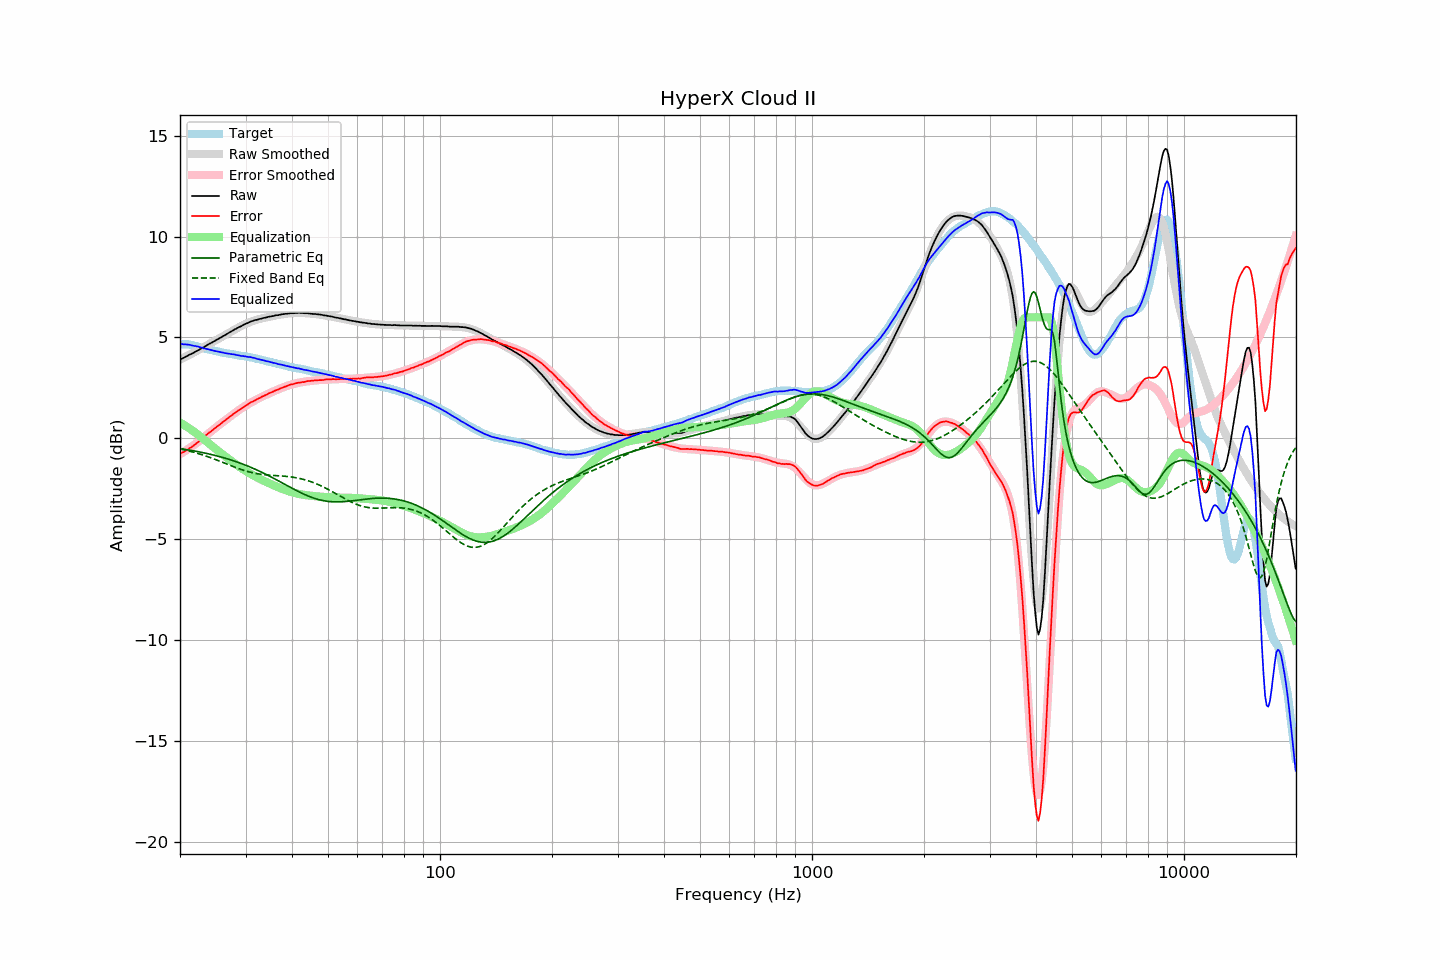 HyperX Cloud II
Target
Raw Smoothed
Error Smoothed
Raw
Error
Equalization
Parametric Eq
Fixed Band Eq
Equalized
15
10
5
0
−5
−10
−15
−20
Amplitude (dBr)
100
1000
10000
Frequency (Hz)